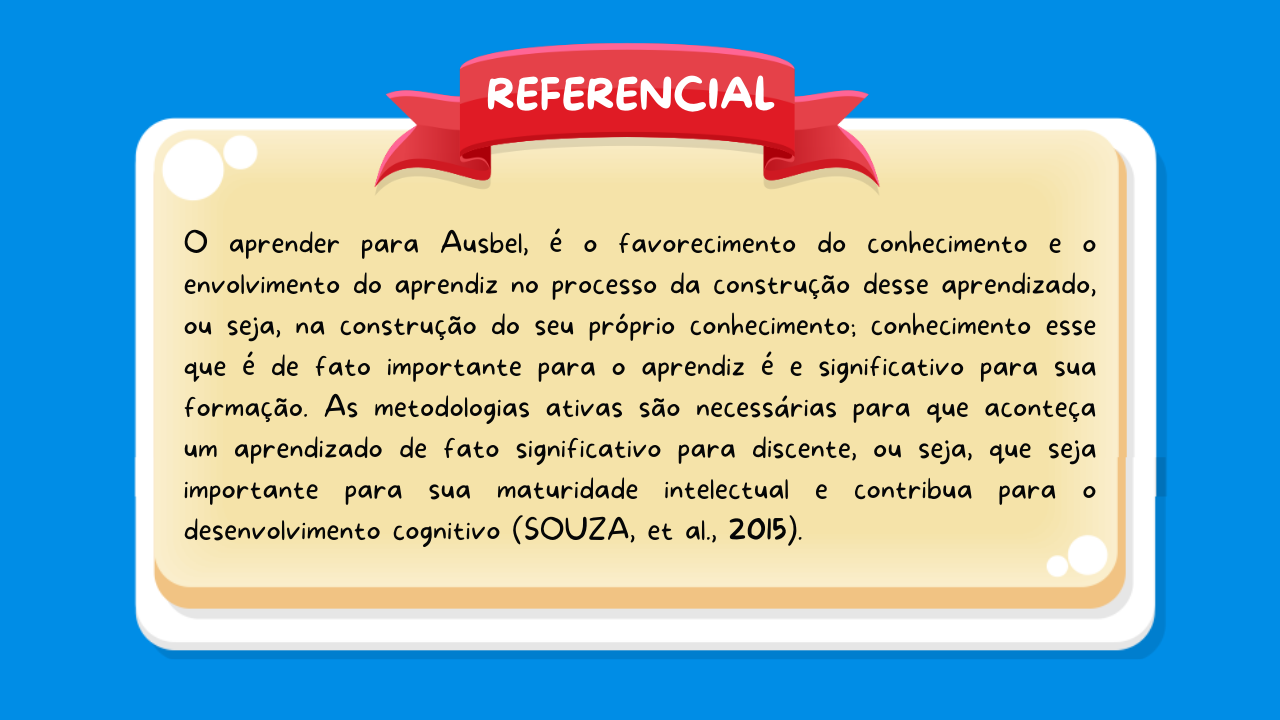 REFERENCIAL
O aprender para Ausbel, é o favorecimento do conhecimento e o
envolvimento do aprendiz no processo da construção desse aprendizado,
ou seja, na construção do seu próprio conhecimento; conhecimento esse
que é de fato importante para o aprendiz é e significativo para sua
formação. As metodologias ativas são necessárias para que aconteça
um aprendizado de fato significativo para discente, ou seja, que seja
importante para sua maturidade intelectual e contribua para o
desenvolvimento cognitivo (SOUZA, et al., 2015).